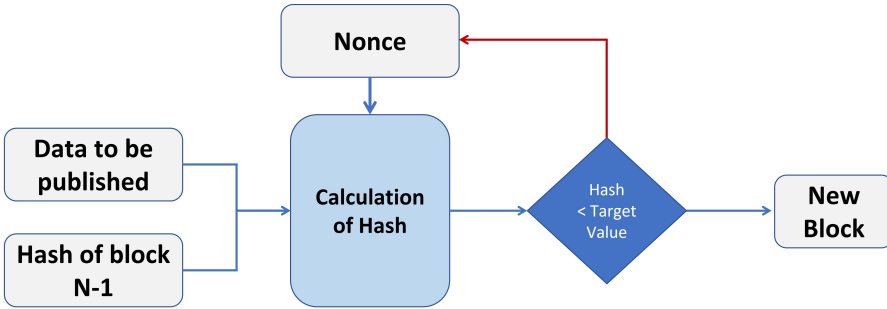 Nonce
Data to be
published
Hash of block
N-1
Calculation
of Hash
Hash
< Target
Value
New
Block